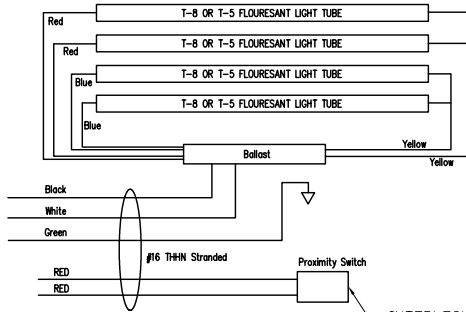 T-8 OR T-5 FLOURESANT LIGHT TUBE
Red
T-8 OR T-5 FLOURESANT LIGHT TUBE
Red
T-8 OR T-5 FLOURESANT LIGHT TUBE
Blue
T-8 OR T-5 FLOURESANT LIGHT TUBE
Blue
Ballast
Yellow
Yellow
Black
White
Green
#16 THHN Stranded
Proximity Switch
RED
RED